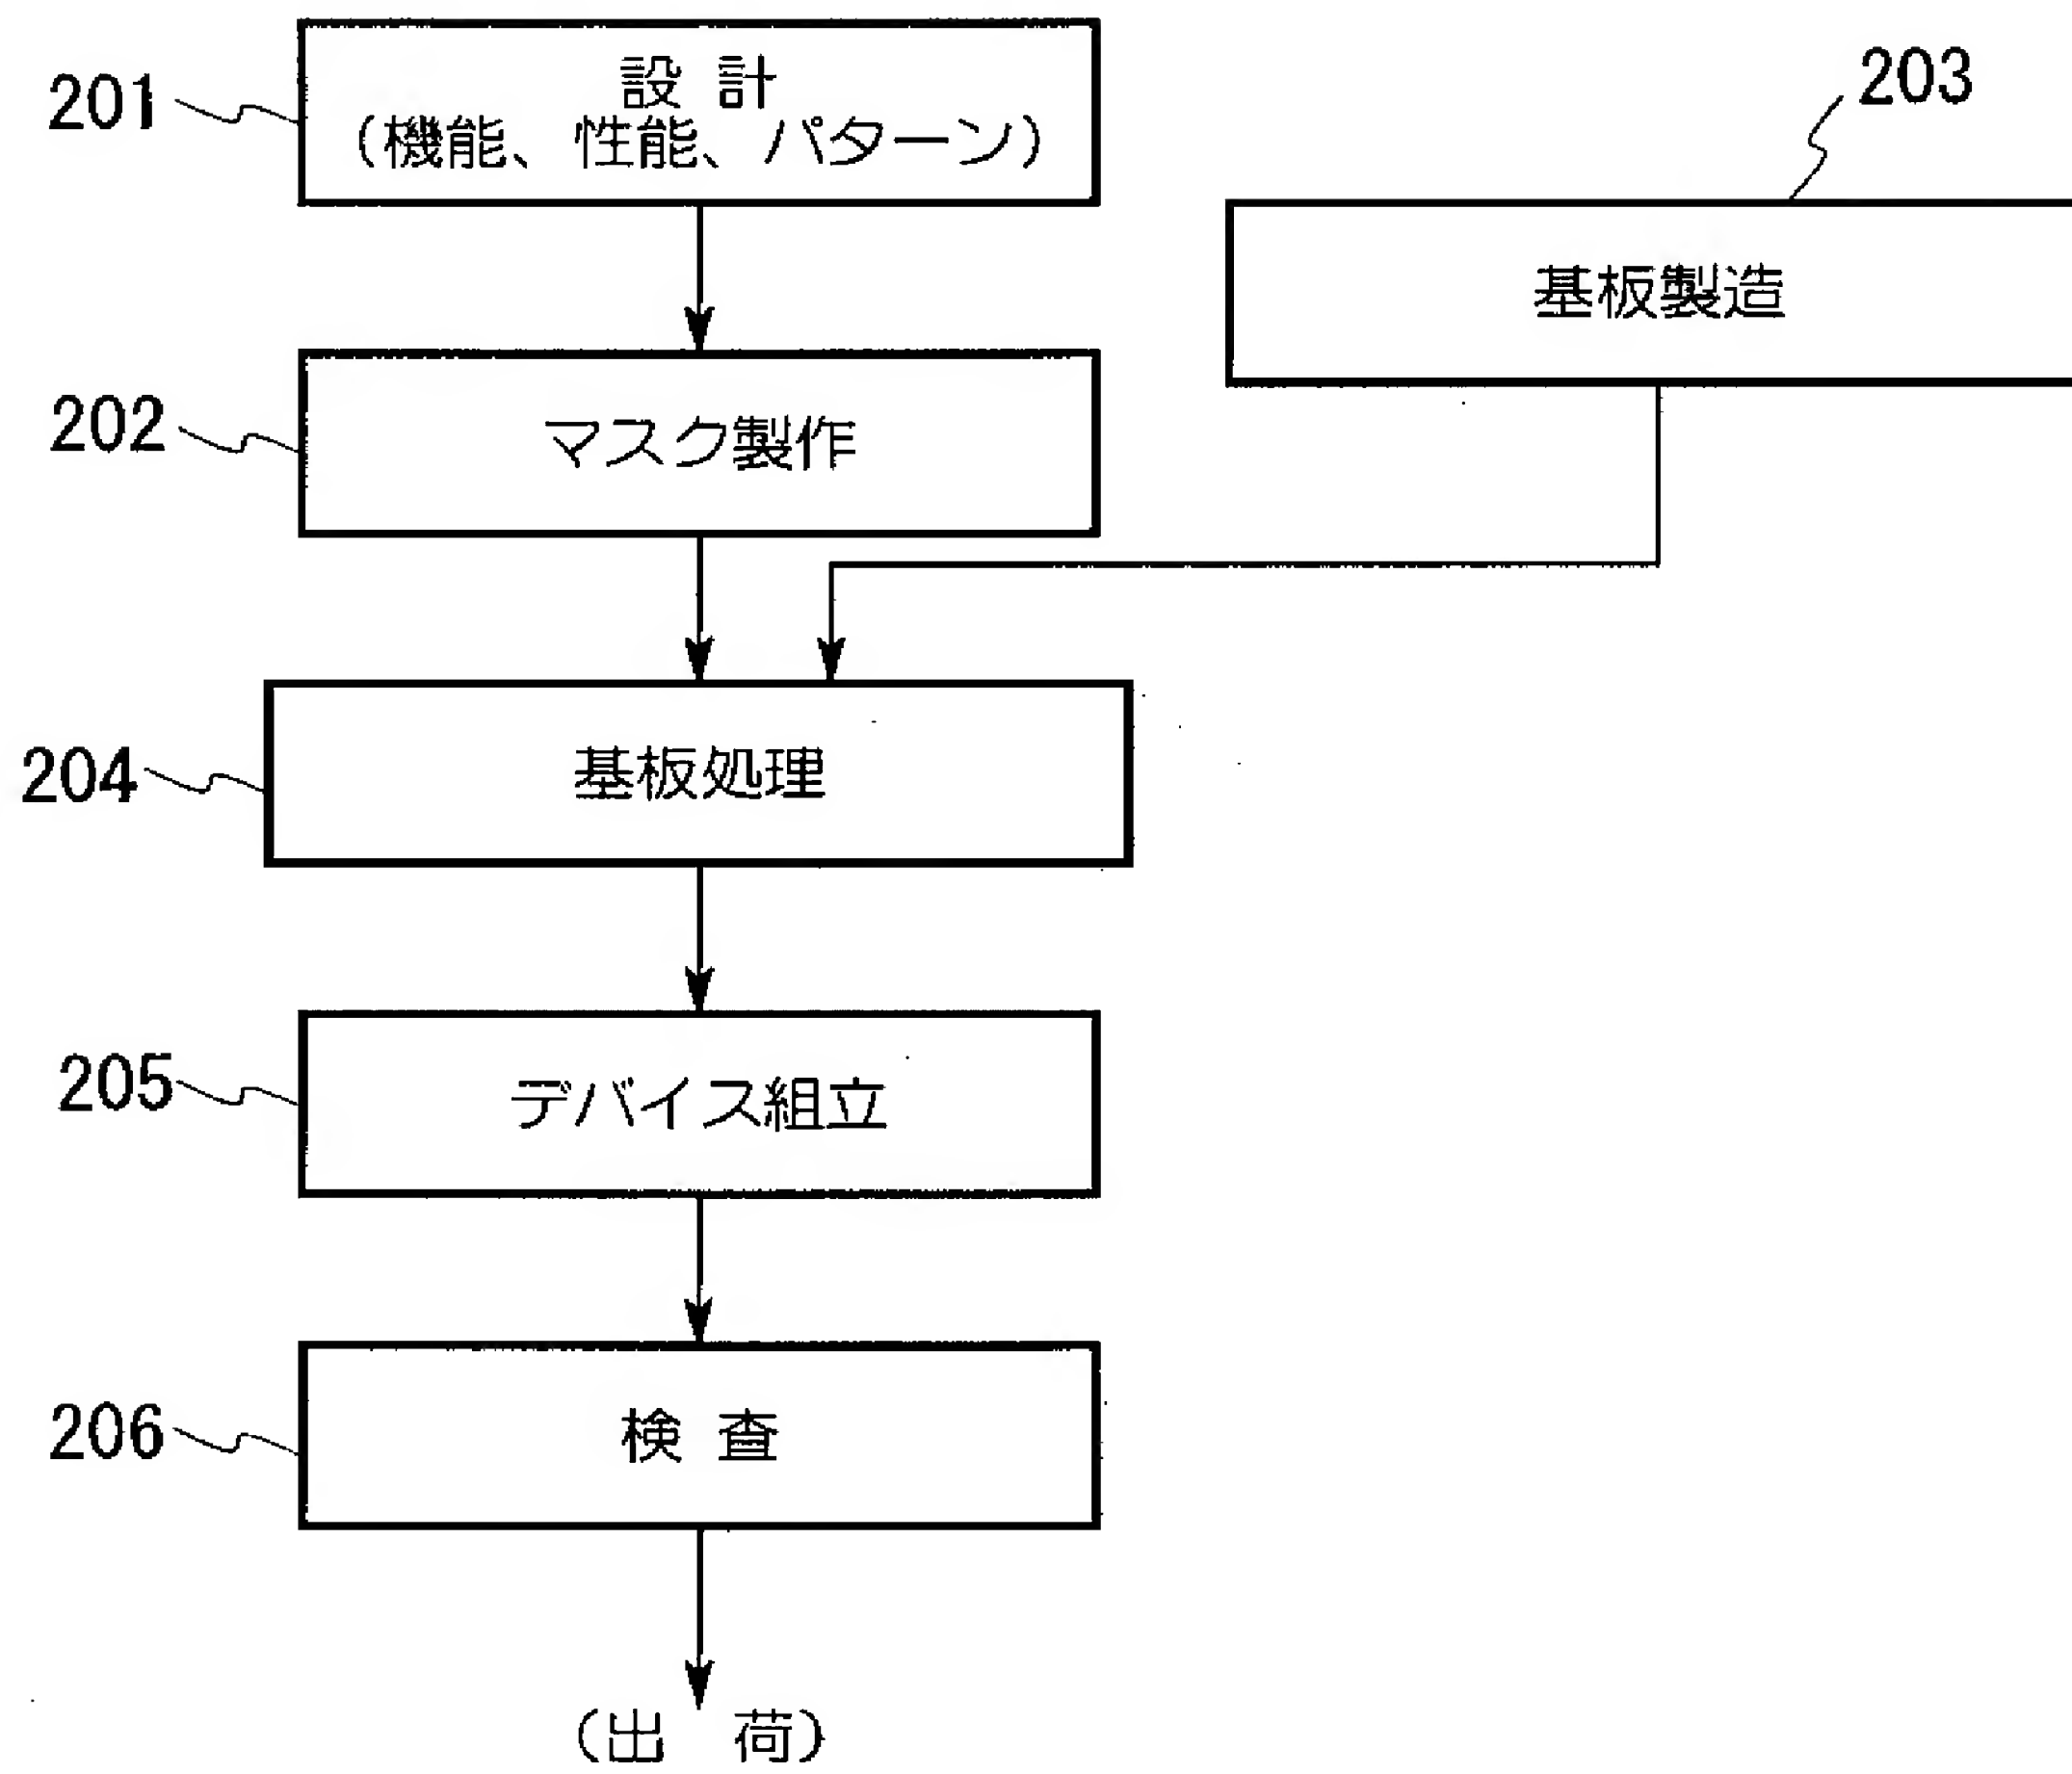 201
設計
(機能、性能、パターン)
203
基板製造
202
マスク製作
204
基板処理
205
デバイス組立
206
検査
(出荷)